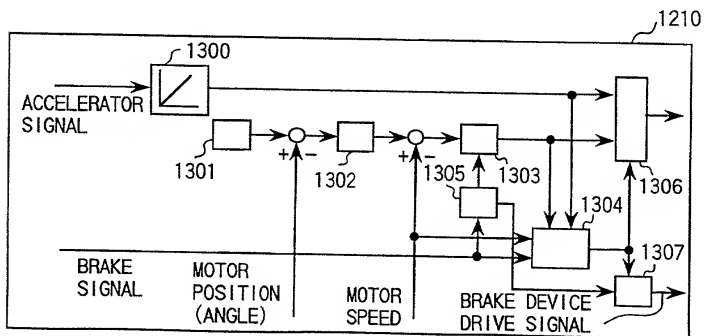 1210
1300
ACCELERATOR
SIGNAL
+ -
+ -
1301
1302
1303
1305
1304
1306
1307
BRAKE
SIGNAL
MOTOR
POSITION
(ANGLE)
MOTOR
SPEED
BRAKE DEVICE
DRIVE SIGNAL